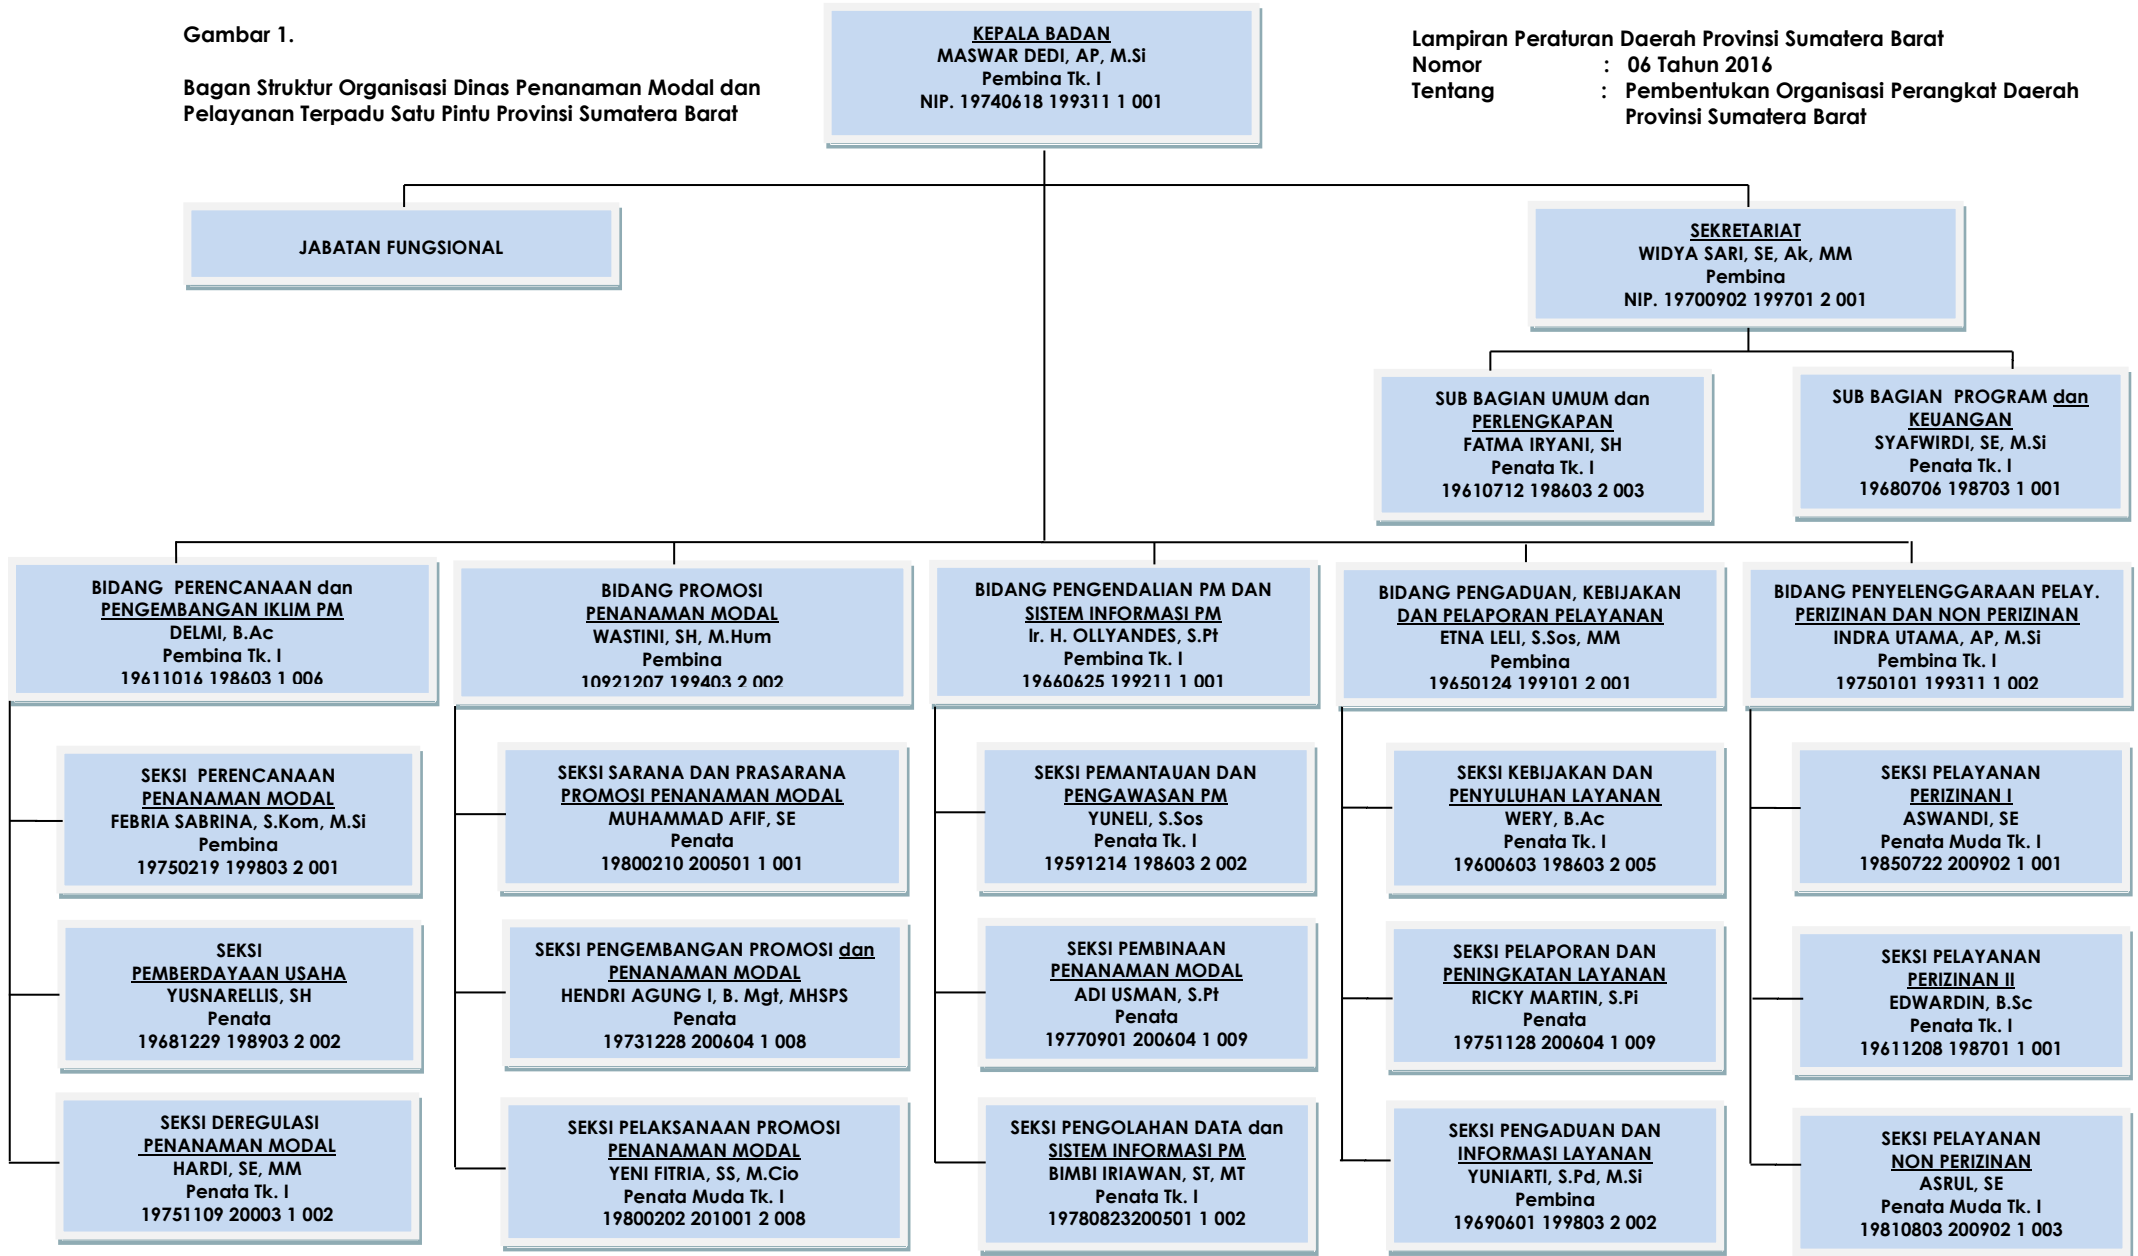 Gambar 1.
Bagan Struktur Organisasi Dinas Penanaman Modal dan
Pelayanan Terpadu Satu Pintu Provinsi Sumatera Barat
KEPALA BADAN
MASWAR DEDI, AP, M.Si
Pembina Tk. I
NIP. 19740618 199311 1 001
Lampiran Peraturan Daerah Provinsi Sumatera Barat
Nomor : 06 Tahun 2016
Tentang : Pembentukan Organisasi Perangkat Daerah
Provinsi Sumatera Barat
JABATAN FUNGSIONAL
SEKRETARIAT
WIDYA SARI, SE, Ak, MM
Pembina
NIP. 19700902 199701 2 001
SUB BAGIAN UMUM dan
PERLENGKAPAN
FATMA IRYANI, SH
Penata Tk. I
19610712 198603 2 003
SUB BAGIAN PROGRAM dan
KEUANGAN
SYAFWIRDI, SE, M.Si
Penata Tk. I
19680706 198703 1 001
BIDANG PERENCANAAN dan
PENGEMBANGAN IKLIM PM
DELMI, B.Ac
Pembina Tk. I
19611016 198603 1 006
BIDANG PROMOSI
PENANAMAN MODAL
WASTINI, SH, M.Hum
Pembina
10921207 199403 2 002
BIDANG PENGENDALIAN PM DAN
SISTEM INFORMASI PM
Ir. H. OLLYANDES, S.Pt
Pembina Tk. I
19660625 199211 1 001
BIDANG PENGADUAN, KEBIJAKAN
DAN PELAPORAN PELAYANAN
ETNA LELI, S.Sos, MM
Pembina
19650124 199101 2 001
BIDANG PENYELENGGARAAN PELAY.
PERIZINAN DAN NON PERIZINAN
INDRA UTAMA, AP, M.Si
Pembina Tk. I
19750101 199311 1 002
SEKSI PERENCANAAN
PENANAMAN MODAL
FEBRIA SABRINA, S.Kom, M.Si
Pembina
19750219 199803 2 001
SEKSI SARANA DAN PRASARANA
PROMOSI PENANAMAN MODAL
MUHAMMAD AFIF, SE
Penata
19800210 200501 1 001
SEKSI PEMANTAUAN DAN
PENGAWASAN PM
YUNELI, S.Sos
Penata Tk. I
19591214 198603 2 002
SEKSI KEBIJAKAN DAN
PENYULUHAN LAYANAN
WERY, B.Ac
Penata Tk. I
19600603 198603 2 005
SEKSI PELAYANAN
PERIZINAN I
ASWANDI, SE
Penata Muda Tk. I
19850722 200902 1 001
SEKSI
PEMBERDAYAAN USAHA
YUSNARELLIS, SH
Penata
19681229 198903 2 002
SEKSI PENGEMBANGAN PROMOSI dan
PENANAMAN MODAL
HENDRI AGUNG I, B. Mgt, MHSPS
Penata
19731228 200604 1 008
SEKSI PEMBINAAN
PENANAMAN MODAL
ADI USMAN, S.Pt
Penata
19770901 200604 1 009
SEKSI PELAPORAN DAN
PENINGKATAN LAYANAN
RICKY MARTIN, S.Pi
Penata
19751128 200604 1 009
SEKSI PELAYANAN
PERIZINAN II
EDWARDIN, B.Sc
Penata Tk. I
19611208 198701 1 001
SEKSI DEREGULASI
PENANAMAN MODAL
HARDI, SE, MM
Penata Tk. I
19751109 20003 1 002
SEKSI PELAKSANAAN PROMOSI
PENANAMAN MODAL
YENI FITRIA, SS, M.Cio
Penata Muda Tk. I
19800202 201001 2 008
SEKSI PENGOLAHAN DATA dan
SISTEM INFORMASI PM
BIMBI IRIAWAN, ST, MT
Penata Tk. I
19780823200501 1 002
SEKSI PENGADUAN DAN
INFORMASI LAYANAN
YUNIARTI, S.Pd, M.Si
Pembina
19690601 199803 2 002
SEKSI PELAYANAN
NON PERIZINAN
ASRUL, SE
Penata Muda Tk. I
19810803 200902 1 003